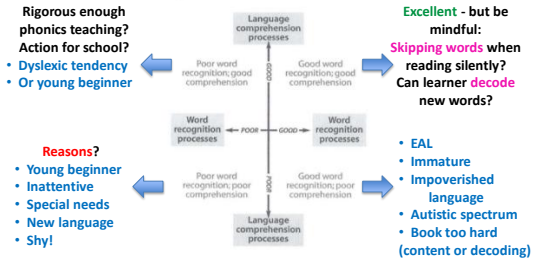 Rigorous enough
phonics teaching?
Action for school?
• Dyslexic tendency
• Or young beginner
Language
comprehension
processes
Excellent - but be
mindful:
Skipping words when
reading silently?
Can learner decode
new words?
Poor word
recognition; good
comprehension
GOOD
Good word
recognition; good
comprehension
Word
recognition
processes
POOR
GOOD
Word
recognition
processes
Reasons?
• Young beginner
• Inattentive
• Special needs
• New language
• Shy!
Poor word
recognition; poor
comprehension
POOR
Good word
recognition; poor
comprehension
• EAL
• Immature
• Impoverished
language
• Autistic spectrum
• Book too hard
(content or decoding)
Language
comprehension
processes